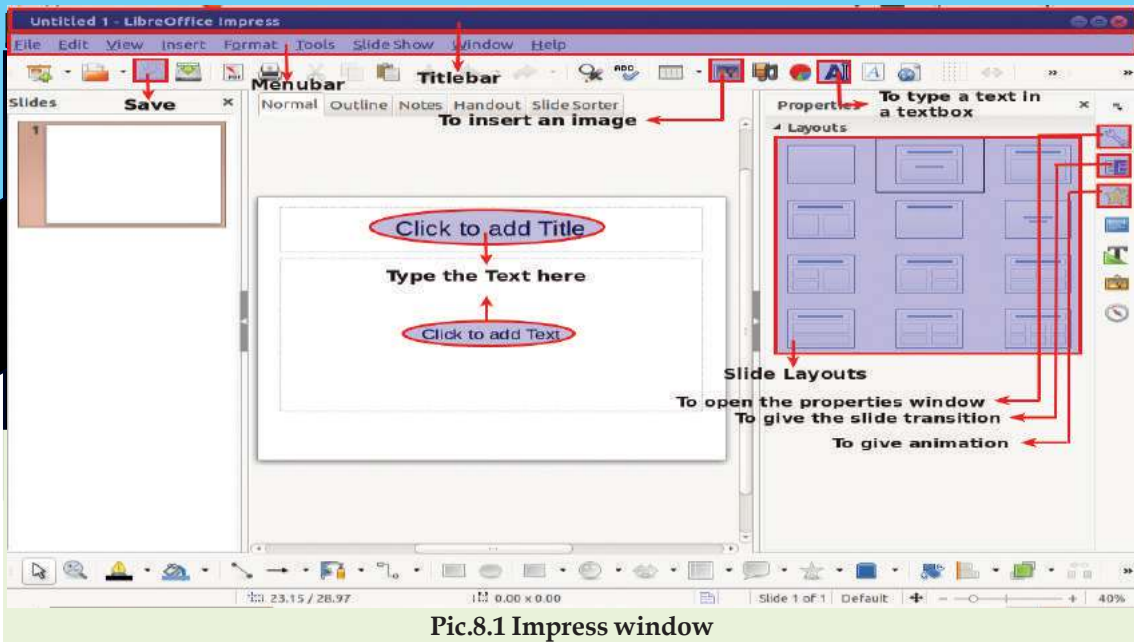 Untitled 1 - LibreOffice Impress
File Edit View Insert Format Tools Slide Show Window Help
Menubar
Titlebar
ABC
Slides
Save
Normal Outline Notes Handout Slide Sorter
To insert an image
Properties
To type a text in
a textbox
Layouts
1
Click to add Title
Type the Text here
Click to add Text
Slide Layouts
To open the properties window
To give the slide transition
To give animation
23.15 / 28.97
0.00 x 0.00
Slide 1 of 1
Default
40%
Pic.8.1 Impress window